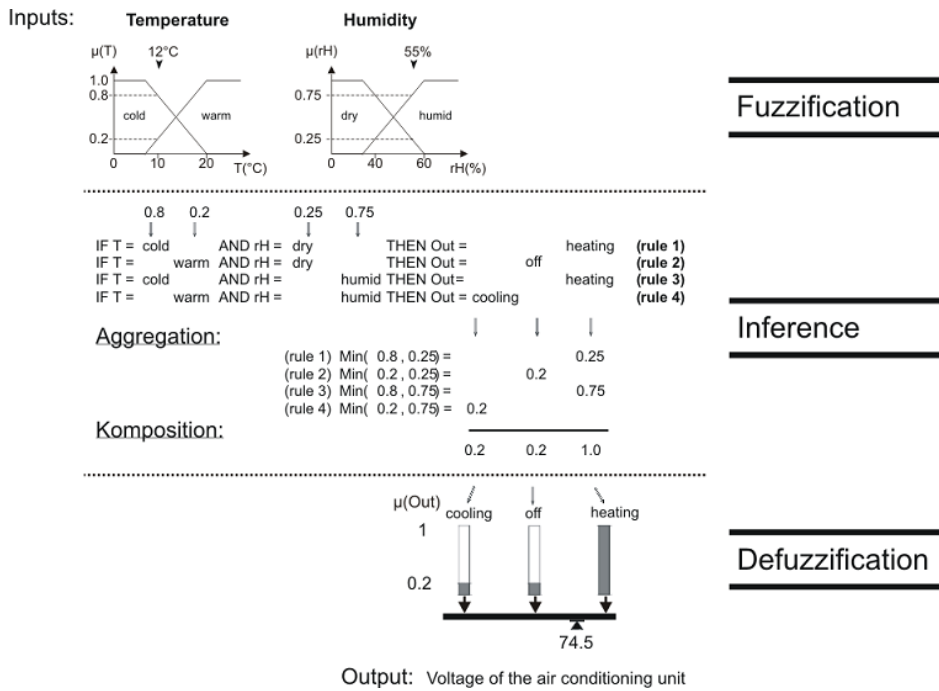 Inputs: Temperature Humidity
μ(T) 12°C μ(rH) 55%
1.0
0.8 0.75
cold warm dry humid
0.2 0.25
0 10 20 T(°C) 0 40 60 rH(%)
Fuzzification
0.8 0.2 0.25 0.75
IF T = cold AND rH = dry THEN Out = heating (rule 1)
IF T = warm AND rH = dry THEN Out = off (rule 2)
IF T = cold AND rH = humid THEN Out= heating (rule 3)
IF T = warm AND rH = humid THEN Out = cooling (rule 4)
Inference
Aggregation:
(rule 1) Min( 0.8 , 0.25) = 0.25
(rule 2) Min( 0.2 , 0.25) = 0.2
(rule 3) Min( 0.8 , 0.75) = 0.75
(rule 4) Min( 0.2 , 0.75) = 0.2
Komposition:
0.2 0.2 1.0
μ(Out) cooling off heating
1
0.2
Defuzzification
74.5
Output: Voltage of the air conditioning unit